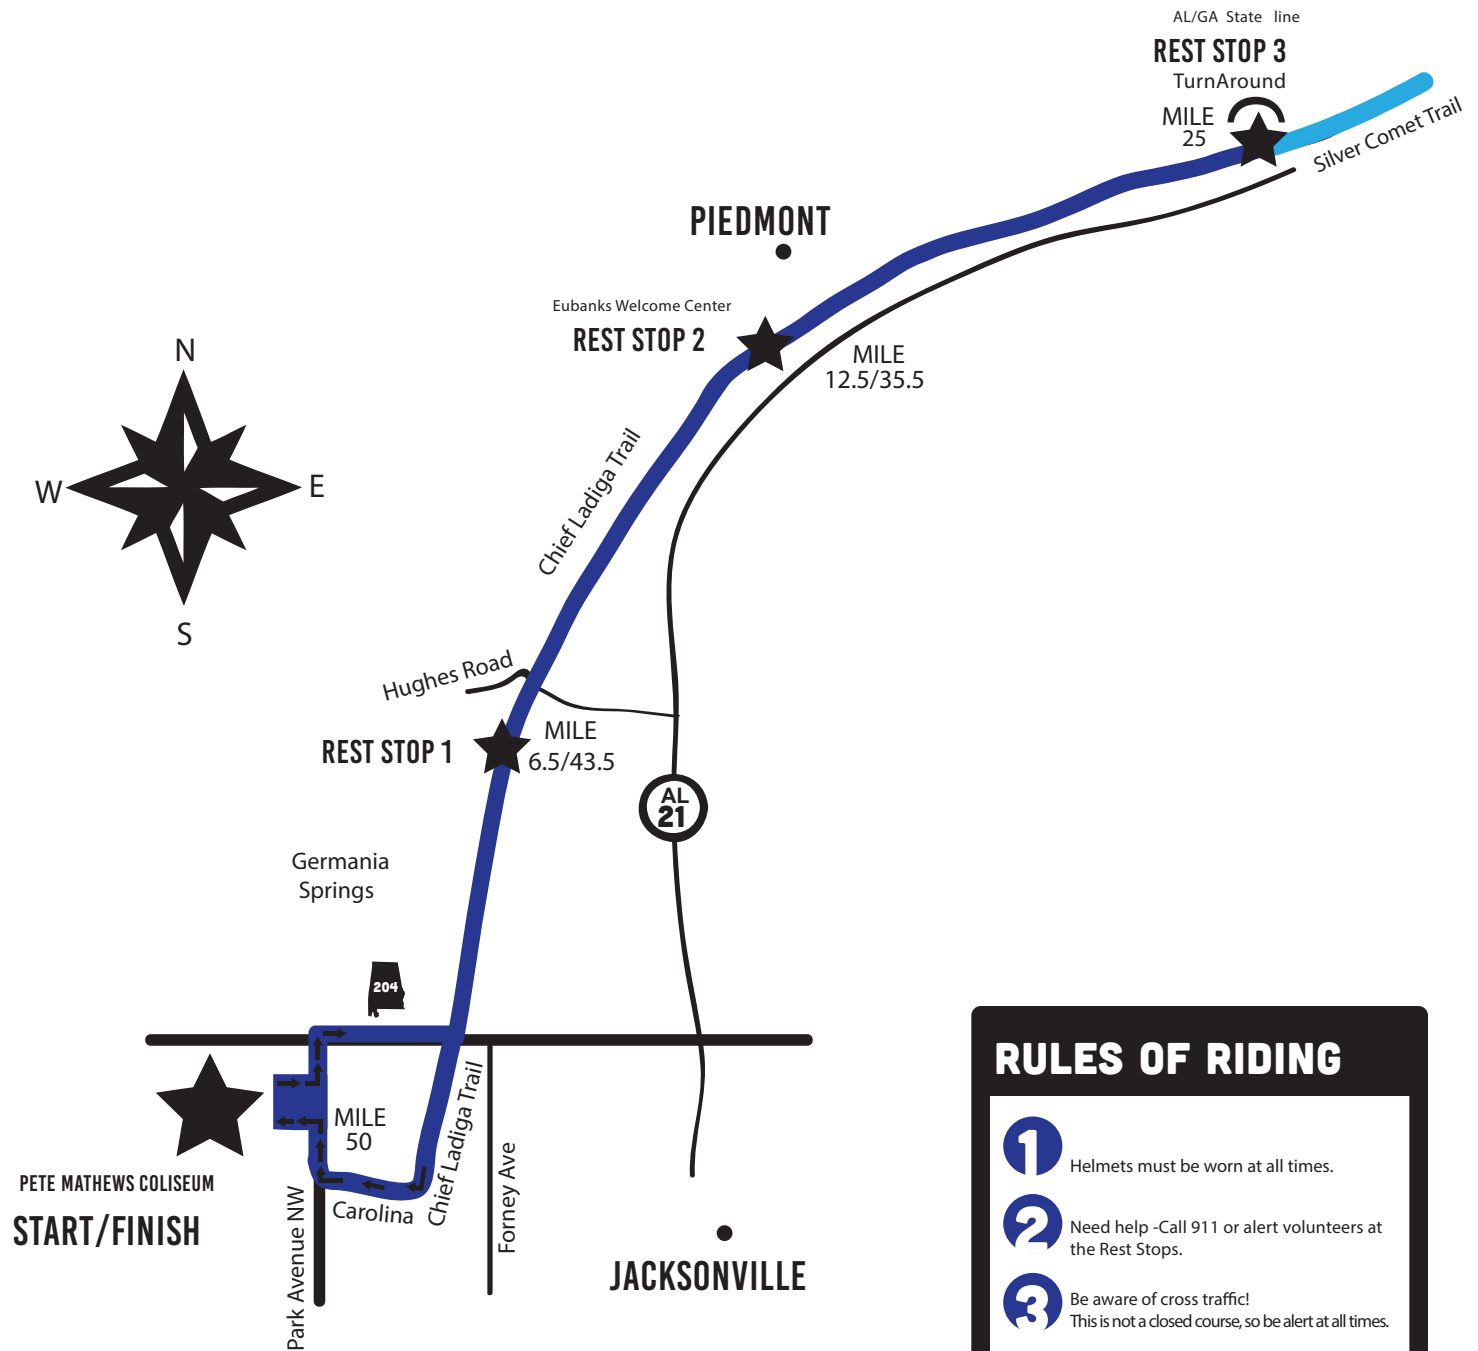 AL/GA State line
REST STOP 3
TurnAround
MILE
25
Silver Comet Trail
PIEDMONT
Eubanks Welcome Center
REST STOP 2
MILE
12.5/35.5
N
W
E
S
Chief Ladiga Trail
Hughes Road
REST STOP 1
MILE
6.5/43.5
AL
21
Germania
Springs
204
MILE
50
PETE MATHEWS COLISEUM
START/FINISH
Park Avenue NW
Carolina
Chief Ladiga Trail
Forney Ave
JACKSONVILLE
RULES OF RIDING
1
Helmets must be worn at all times.
2
Need help -Call 911 or alert volunteers at
the Rest Stops.
3
Be aware of cross traffic!
This is not a closed course, so be alert at all times.